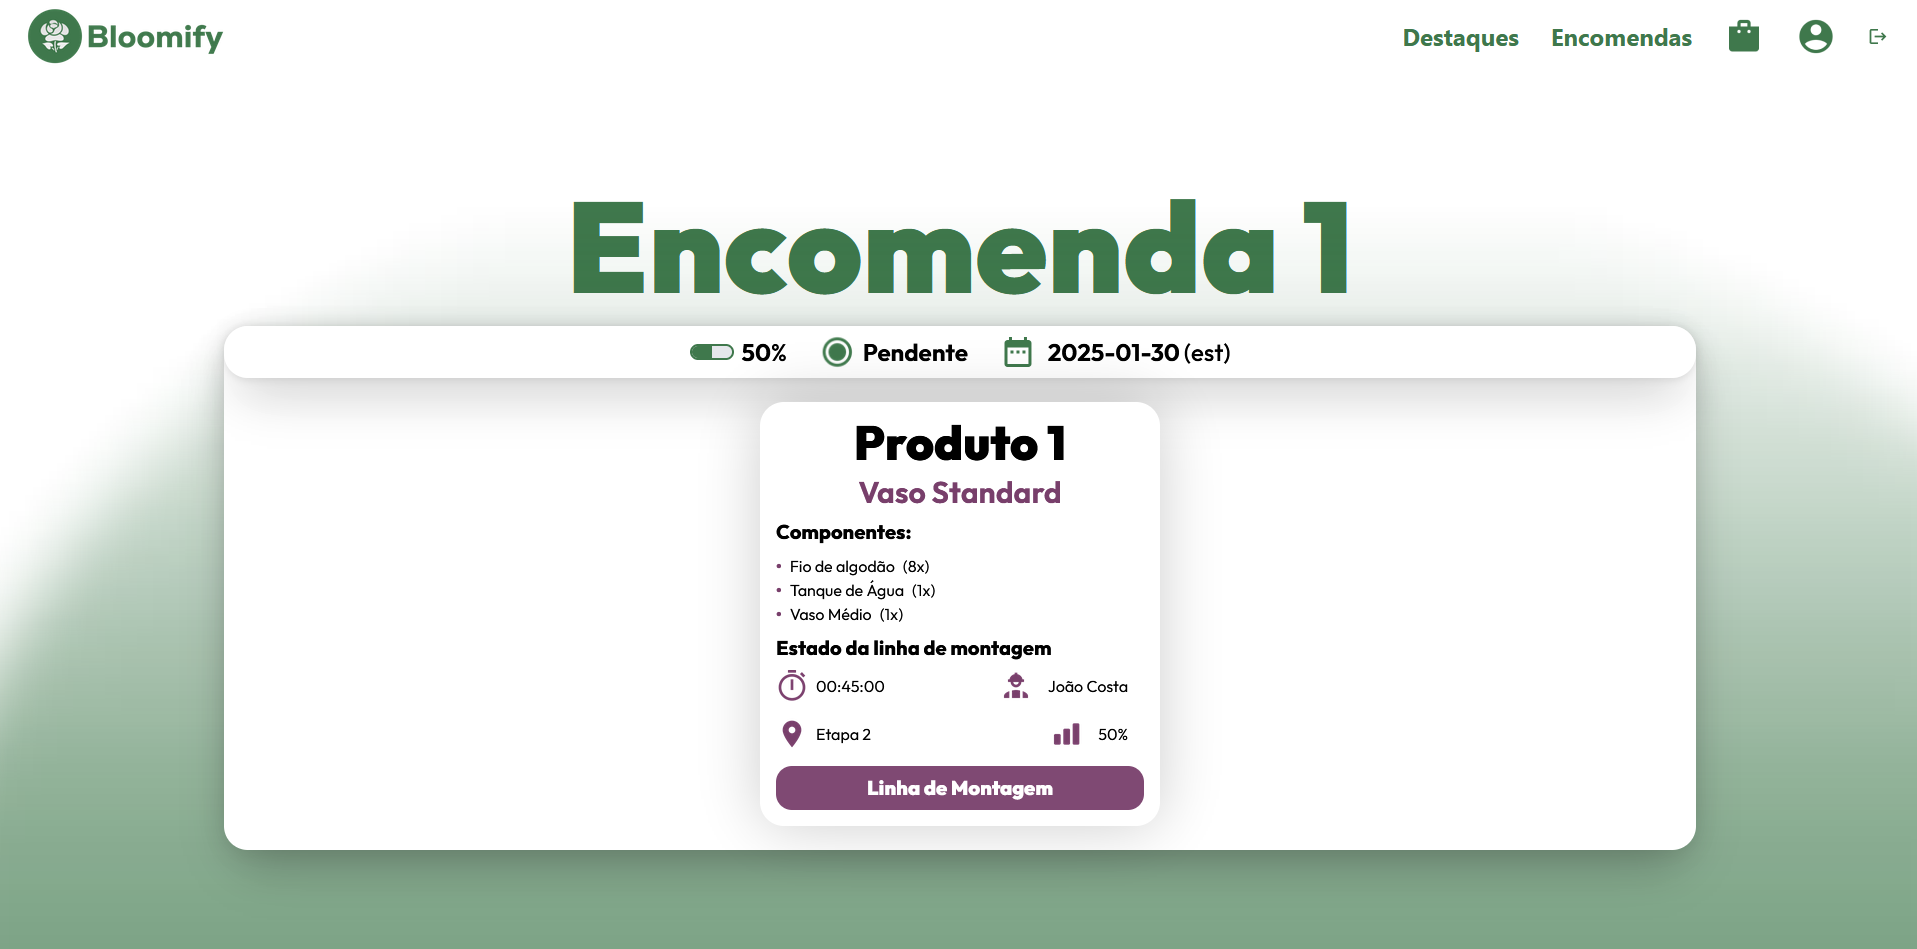 Bloomify
Destaques Encomendas
Encomenda 1
50% Pendente 2025-01-30 (est)
Produto 1
Vaso Standard
Componentes:
• Fio de algodão (8x)
• Tanque de Água (1x)
• Vaso Médio (1x)
Estado da linha de montagem
00:45:00 João Costa
Etapa 2 50%
Linha de Montagem